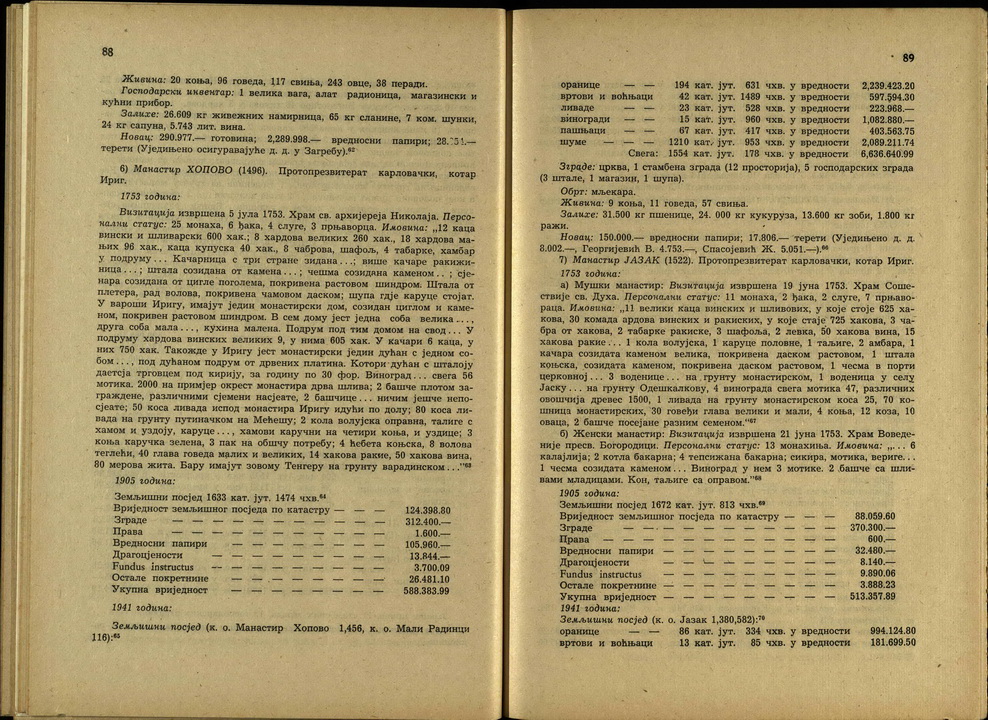 88
Живина: 20 коња, 96 говеда, 117 свиња, 243 овце, 38 перади.
Господарски инвентар: 1 велика вага, алат радионица, магазински и
кућни прибор.
Залихе: 26.609 кг живежних намирница, 65 кг сланине, 7 ком. шунки,
24 кг сапуна, 5.743 лит. вина.
Новац: 290.977.— готовина; 2,289.998.— вредносни папири;
терети (Уједињено осигуравајуће д. д. у Загребу).⁶²
6) Манастир ХОПОВО (1496). Протопрезвитерат карловачки, котар
Ириг.
1753 година:
Визитација извршена 5 јула 1753. Храм св. архијереја Николаја. Персо-
нални статус: 25 монаха, 6 ђака, 4 слуге, 3 прњаворца. Имовина: „12 каца
вински и шливарски 600 хак.; 8 хардова великих 260 хак., 18 хардова ма-
њих 96 хак., каца купуска 40 хак., 8 чаброва, шафољ, 4 табарке, хамбар
у подруму... Качарница с три стране зидана...; више качаре ракижи-
ница...; штала созидана от камена...; чешма созидана каменом.. ; сје-
нара созидана от цигле поголема, покривена растовом шиндром. Штала от
плетера, рад волова, покривена чамовом даском; шупа гдје каруце стојат.
У вароши Иригу, имајут једин монастирски дом, созидан циглом и каме-
ном, покривен растовом шиндром. В сем дому јест једна соба велика...,
друга соба мала..., кухина малена. Подрум под тим домом на свод... У
подруму хардова винских великих 9, у нима 605 хак. У качари 6 каца, у
них 750 хак. Такожде у Иригу јест монастирски један дућан с једном со-
бом..., под дућаном подрум от дрвених платина. Котори дућан с шталоју
дается трговцем под кирију, за годину по 30 фор. Виноград... свега 56
мотика. 2000 на примјер окрест монастира дрва шлива; 2 башче плотом за-
граждене, различними сјемени насјаете, 2 башчице... ничим јешче непо-
сјеате; 50 коса ливада испод монастира Иригу идући по долу; 80 коса ли-
вада на грунту путиначком на Мећешу; 2 кола волујска оправна, талиге с
хамом и уздоју, каруце..., хамови каручни на четири коња, и уздице; 3
коња каручка зелена, 3 пак на обшчу потребу; 4 ћебета коњска, 8 волова
теглећи, 40 глава говеда малих и великих, 14 хакова ракие, 50 хакова вина,
80 мерова жита. Бару имајут зовому Тенгеру на грунту варадинском..."⁶³
1905 година:
Земљишни посјед 1633 кат. јут. 1474 чхв.⁶⁴
Вриједност земљишног посједа по катастру — — — 124.398.80
Зграде — — — — — — — — — — 312.400.—
Права — — — — — — — — — — 1.600.—
Вредносни папири — — — — — — — — 105.960.—
Драгоцјености — — — — — — — — 13.844.—
Fundus instructus — — — — — — — — 3.700.09
Остале покретнине — — — — — — — — 26.481.10
Укупна вриједност — — — — — — — — 588.383.99
1941 година:
Земљишни посјед (к. о. Манастир Хопово 1,456, к. о. Мали Радинци
116):⁶⁵
89
оранице — — 194 кат. јут. 631 чхв. у вредности 2,239.423.20
вртови и воћњаци 42 кат. јут. 1489 чхв. у вредности 597.594.30
ливаде — — 23 кат. јут. 528 чхв. у вредности 223.968.—
виногради — — 15 кат. јут. 960 чхв. у вредности 1,082.880.—
пашњаци — — 67 кат. јут. 417 чхв. у вредности 403.563.75
шуме — — 1210 кат. јут. 953 чхв. у вредности 2,089.211.74
Свега: 1554 кат. јут. 178 чхв. у вредности 6,636.640.99
Зграде: црква, 1 стамбена зграда (12 просторија), 5 господарских зграда
(3 штале, 1 магазин, 1 шупа).
Обрт: мљекара.
Живина: 9 коња, 11 говеда, 57 свиња.
Залихе: 31.500 кг пшенице, 24. 000 кг кукуруза, 13.600 кг зоби, 1.800 кг
ражи.
Новац: 150.000.— вредносни папири; 17.806.— терети (Уједињено д. д.
8.002.—, Георгијевић В. 4.753.—, Спасојевић Ж. 5.051.—).⁶⁶
7) Манастир ЈАЗАК (1522). Протопрезвитерат карловачки, котар Ириг.
1753 година:
а) Мушки манастир: Визитација извршена 19 јуна 1753. Храм Соше-
ствије св. Духа. Персонални статус: 11 монаха, 2 ђака, 2 слуге, 7 прњаво-
раца. Имовина: „11 велики каца винских и шливових, у које стоје 625 ха-
кова, 30 комада ардова винских и ракиских, у које стаје 725 хакова, 3 ча-
бра от хакова, 2 табарке ракиске, 3 шафоља, 2 левка, 50 хакова вина, 15
хакова ракие... 1 кола волујска, 1 каруце половне, 1 таљиге, 2 амбара, 1
качара созидата каменом велика, покривена даском растовом, 1 штала
коњска, созидата каменом, покривена даском растовом, 1 чесма в порти
церковној... 3 воденице... на грунту монастирском, 1 воденица у селу
Јаску... на грунту Одешкалкову, 4 винограда свега мотика 47, различних
овошчија древес 1500, 1 ливада на грунту монастирском коса 25, 70 ко-
шница монастирских, 30 говећи глава велики и мали, 4 коња, 12 коза, 10
оваца, 2 башче посејане разним семеном."⁶⁷
б) Женски манастир: Визитација извршена 21 јуна 1753. Храм Воведе-
није пресв. Богородици. Персонални статус: 13 монахиња. Имовина: „... 6
калајлија; 2 котла бакарна; 4 тепсижана бакарна; сикира, мотика, вериге...
1 чесма созидата каменом... Виноград у нем 3 мотике. 2 башче са шли-
вами младицами. Кон, таљиге са оправом."⁶⁸
1905 година:
Земљишни посјед 1672 кат. јут. 813 чхв.⁶⁹
Вриједност земљишног посједа по катастру — — — 88.059.60
Зграде — — — — — — — — — — 370.300.—
Права — — — — — — — — — — 600.—
Вредносни папири — — — — — — — — 32.480.—
Драгоцјености — — — — — — — — 8.140.—
Fundus instructus — — — — — — — — 9.890.06
Остале покретнине — — — — — — — — 3.888.23
Укупна вриједност — — — — — — — — 513.357.89
1941 година:
Земљишни посјед (к. о. Јазак 1,380,582):⁷⁰
оранице — — 86 кат. јут. 334 чхв. у вредности 994.124.80
вртови и воћњаци 13 кат. јут. 85 чхв. у вредности 181.699.50